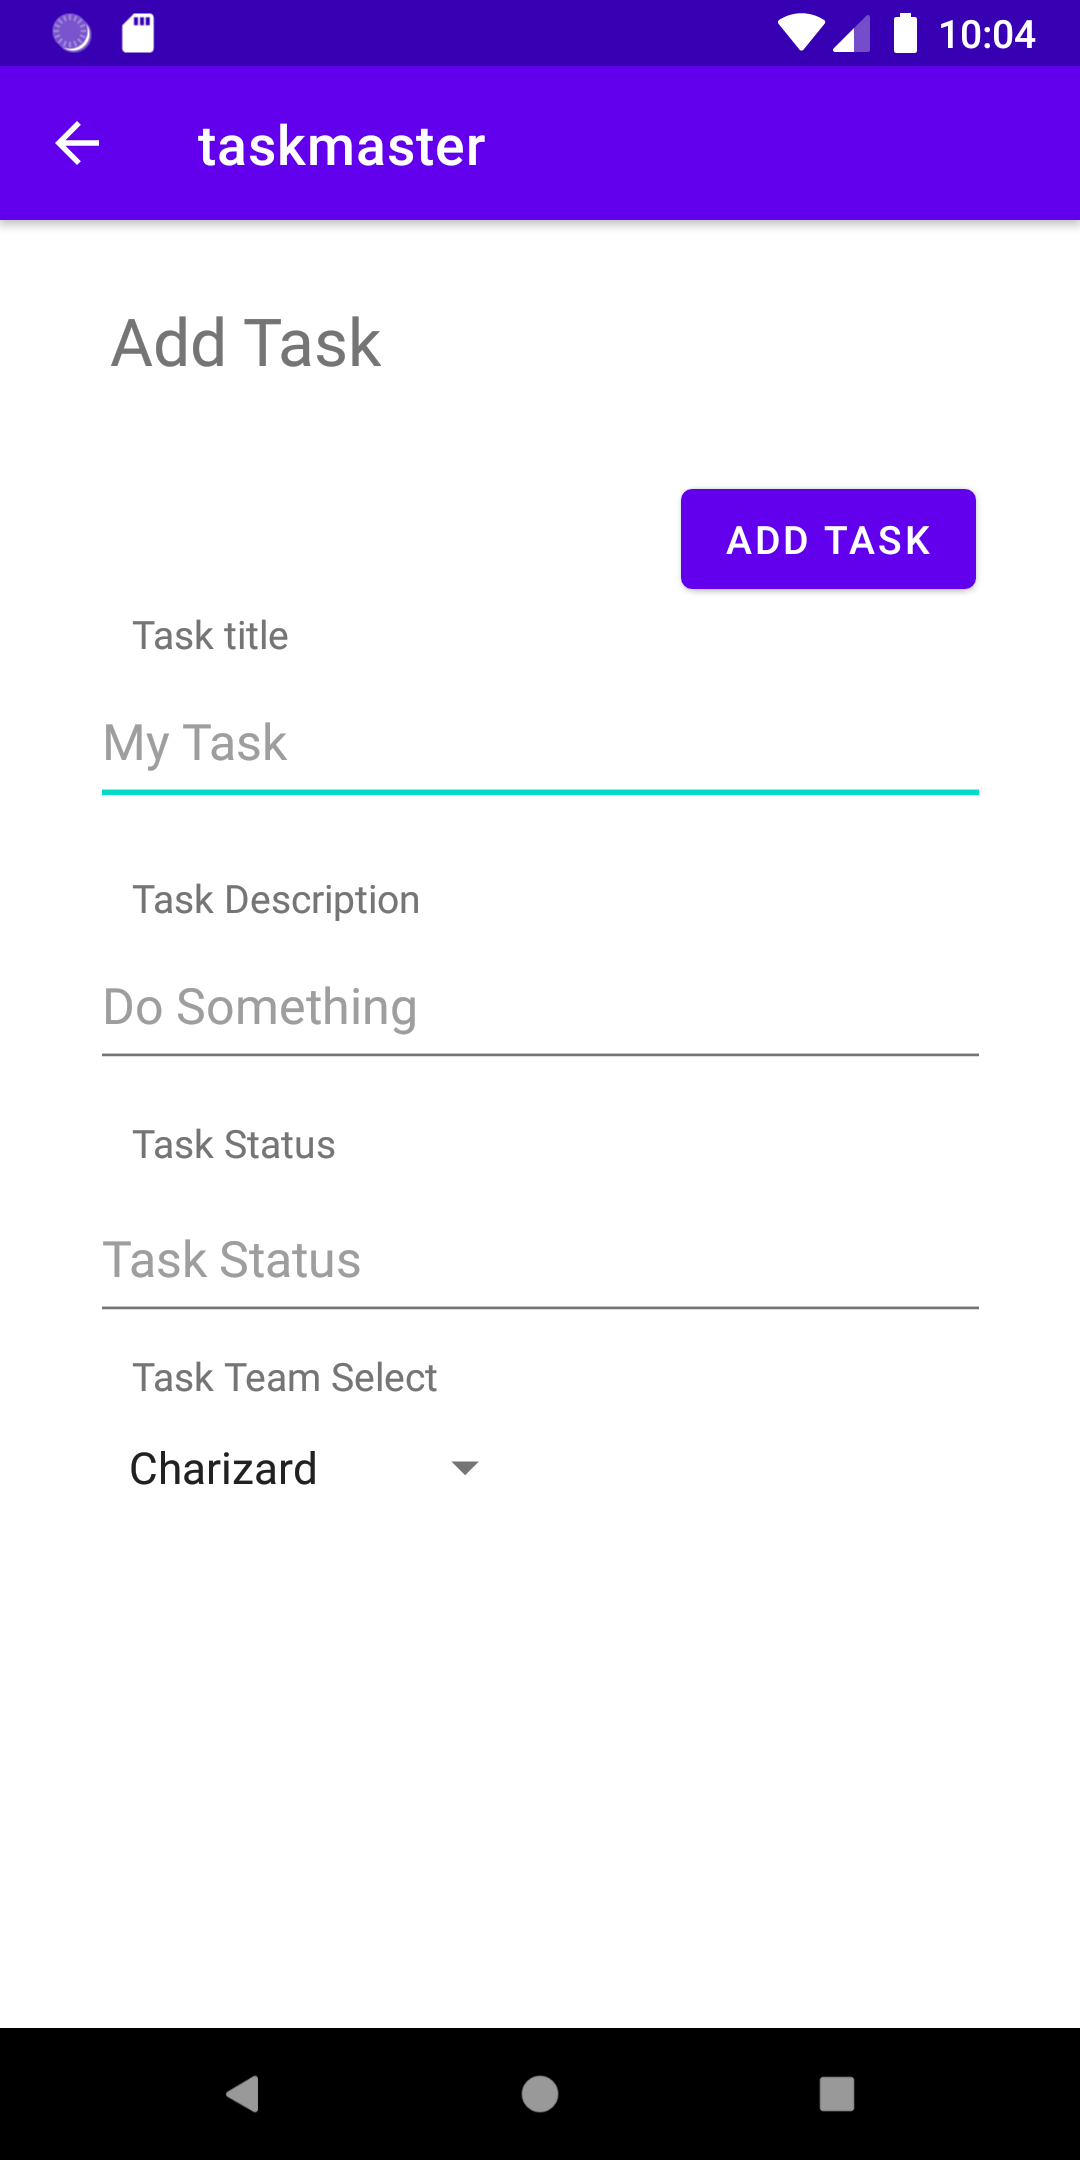 10:04
taskmaster
Add Task
ADD TASK
Task title
My Task
Task Description
Do Something
Task Status
Task Status
Task Team Select
Charizard